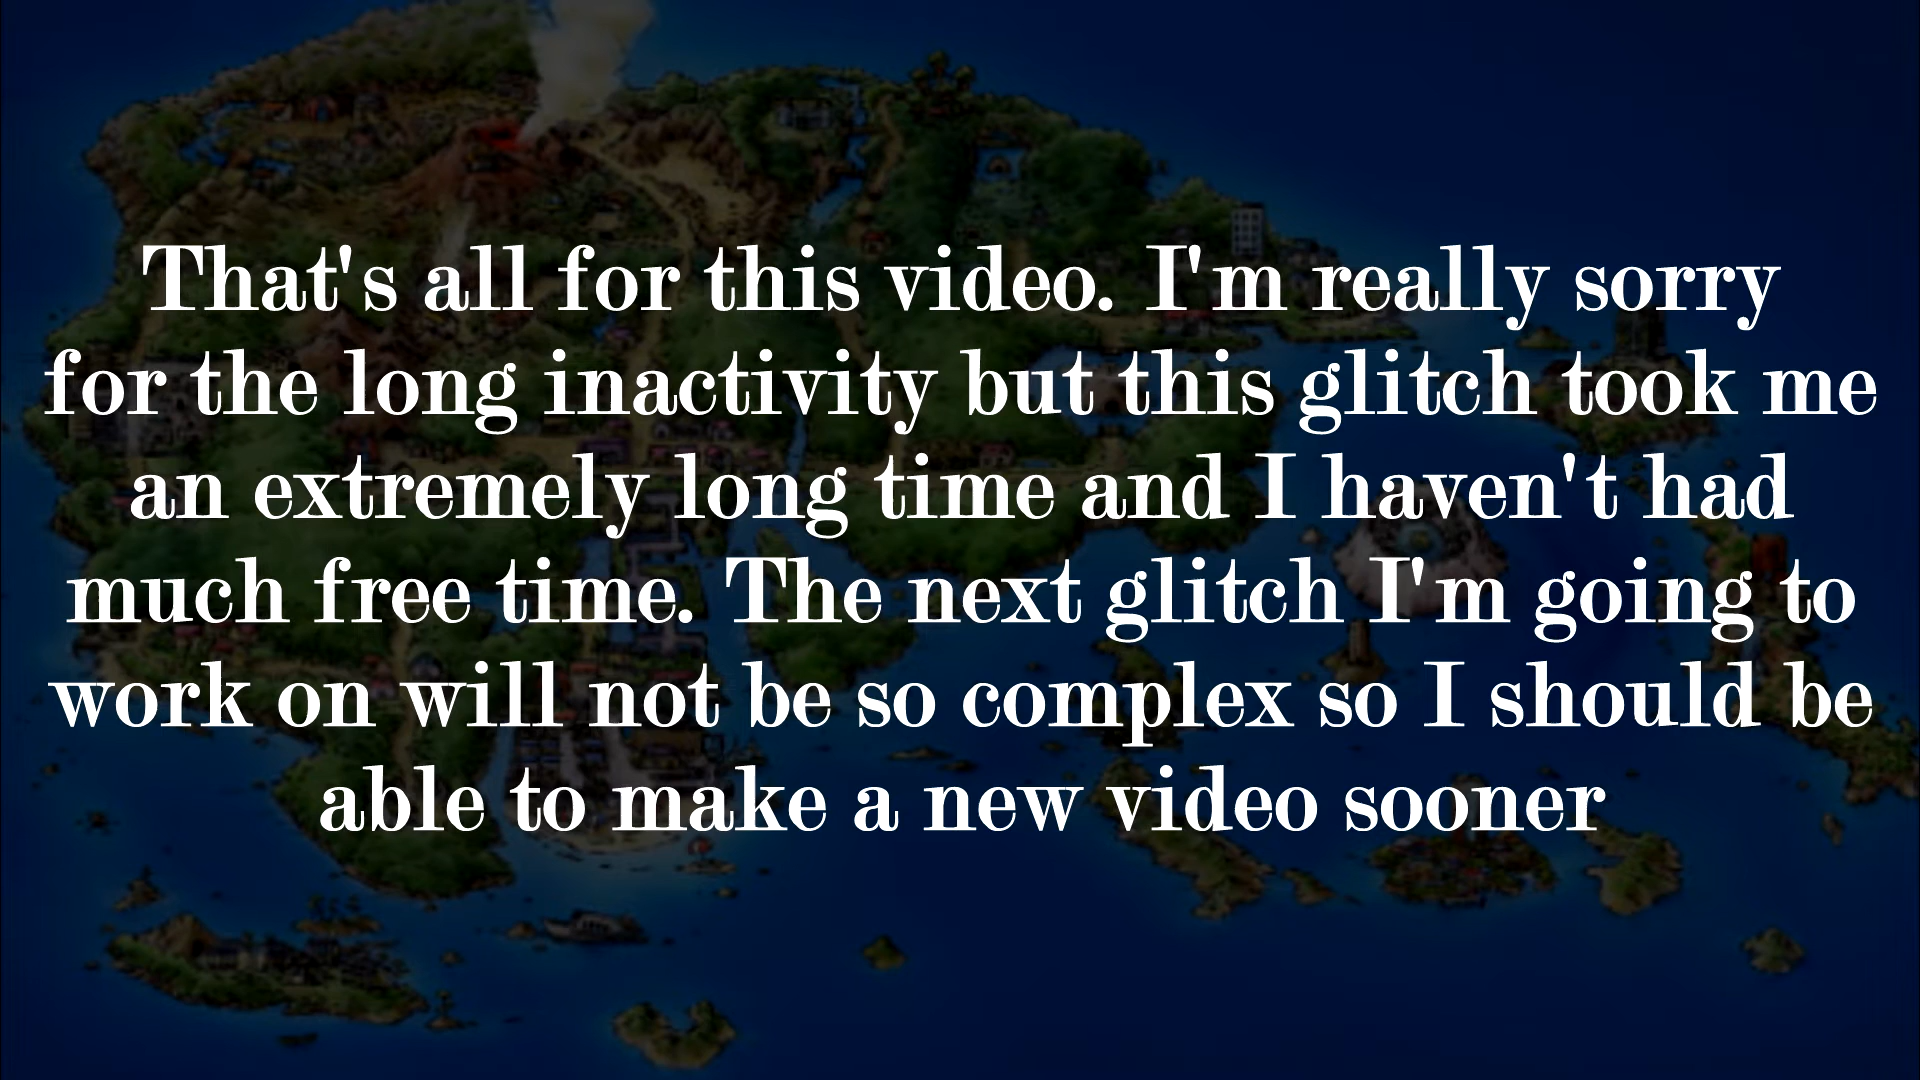 That's all for this video. I'm really sorry
for the long inactivity but this glitch took me
an extremely long time and I haven't had
much free time. The next glitch I'm going to
work on will not be so complex so I should be
able to make a new video sooner